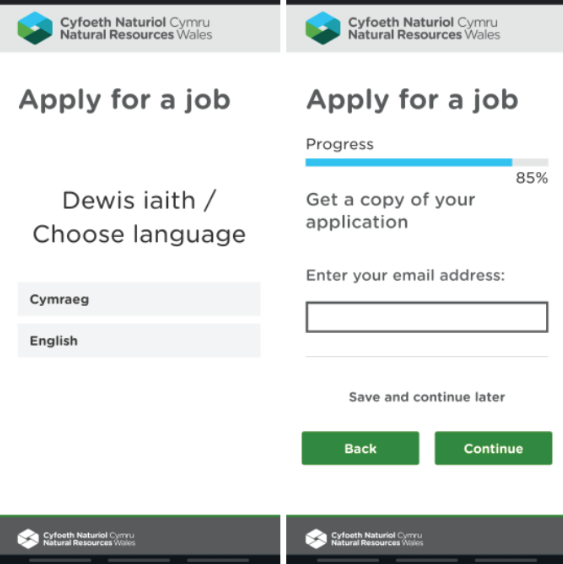 Cyfoeth Naturiol Cymru
Natural Resources Wales
Apply for a job
Dewis iaith /
Choose language
Cymraeg
English
Cyfoeth Naturiol Cymru
Natural Resources Wales
Cyfoeth Naturiol Cymru
Natural Resources Wales
Apply for a job
Progress
85%
Get a copy of your
application
Enter your email address:
Save and continue later
Back
Continue
Cyfoeth Naturiol Cymru
Natural Resources Wales